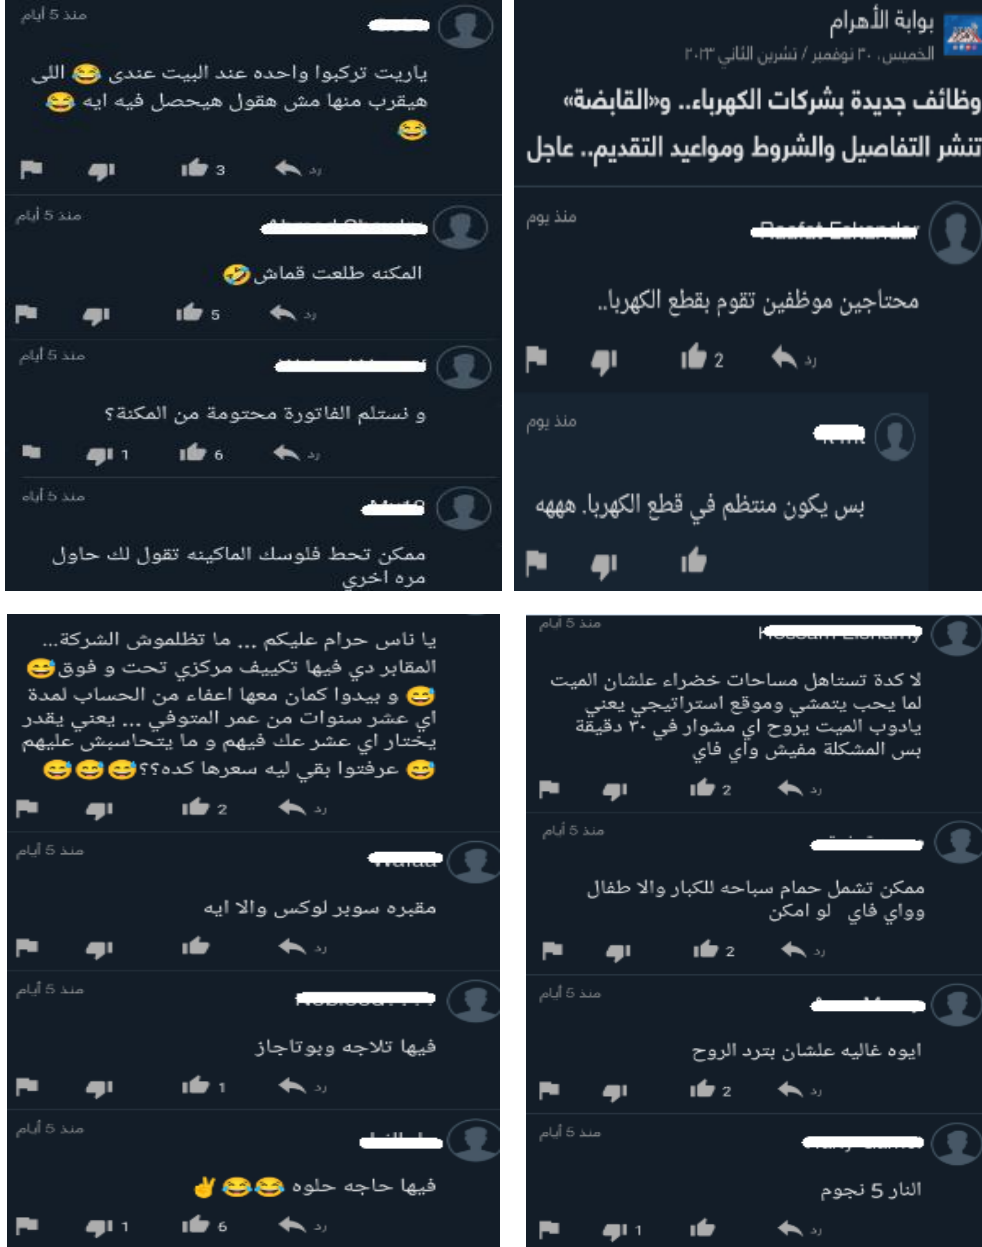 بوابة الأهرام
الخميس، ٣٠ نوفمبر / تشرين الثاني ٢٠٢٣
وظائف جديدة بشركات الكهرباء.. و«القابضة»
تنشر التفاصيل والشروط ومواعيد التقديم.. عاجل
منذ يوم
محتاجين موظفين تقوم بقطع الكهربا..
رد 2
منذ يوم
بس يكون منتظم في قطع الكهربا. هههه
منذ 5 أيام
ياريت تركبوا واحده عند البيت عندى 😂 اللى
هيقرب منها مش هقول هيحصل فيه ايه 😂
😂
رد 3
منذ 5 أيام
المكنه طلعت قماش🤣
رد 5
منذ 5 أيام
و نستلم الفاتورة محتومة من المكنة؟
رد 6 1
منذ 5 أيام
ممكن تحط فلوسك الماكينه تقول لك حاول
مره اخري
منذ 5 أيام
لا كدة تستاهل مساحات خضراء علشان الميت
لما يحب يتمشي وموقع استراتيجي يعني
يادوب الميت يروح اي مشوار في ٣٠ دقيقة
بس المشكلة مفيش واي فاي
رد 2
منذ 5 أيام
ممكن تشمل حمام سباحه للكبار والا طفال
وواي فاي لو امكن
رد 2
منذ 5 أيام
ايوه غاليه علشان بترد الروح
رد 2
منذ 5 أيام
النار 5 نجوم
رد 1
يا ناس حرام عليكم ... ما تظلموش الشركة...
المقابر دي فيها تكييف مركزي تحت و فوق😅
😅 و بيدوا كمان معها اعفاء من الحساب لمدة
اي عشر سنوات من عمر المتوفي ... يعني يقدر
يختار اي عشر عك فيهم و ما يتحاسبش عليهم
😅 عرفتوا بقي ليه سعرها كده؟؟😅😅😅
رد 2
منذ 5 أيام
مقبره سوبر لوكس والا ايه
رد
منذ 5 أيام
فيها تلاجه وبوتاجاز
رد 1
منذ 5 أيام
فيها حاجه حلوه 😂😂✌
رد 6 1